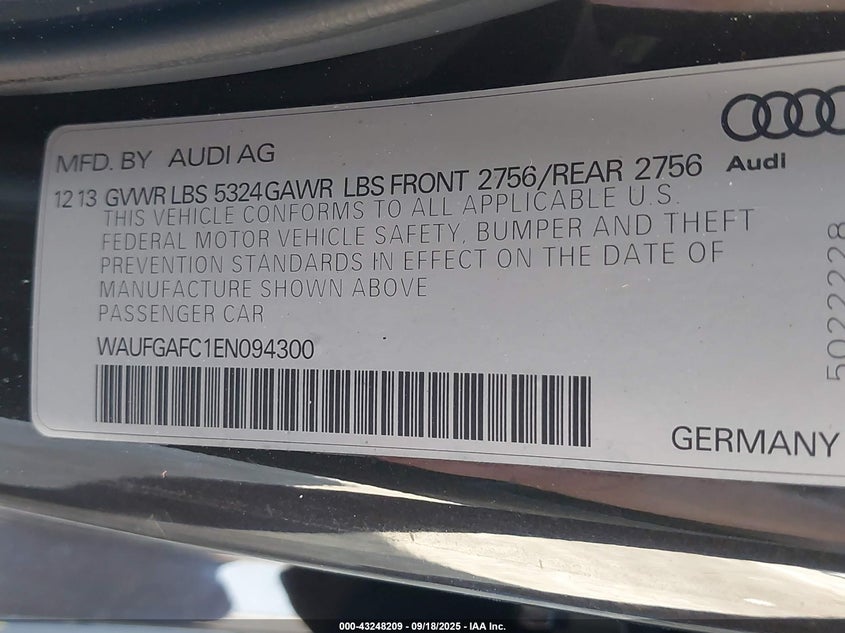 MFD. BY AUDI AG
Audi
12 13 GVWR LBS 5324 GAWR LBS FRONT 2756/REAR 2756
THIS VEHICLE CONFORMS TO ALL APPLICABLE U.S.
FEDERAL MOTOR VEHICLE SAFETY, BUMPER AND THEFT
PREVENTION STANDARDS IN EFFECT ON THE DATE OF
MANUFACTURE SHOWN ABOVE
PASSENGER CAR
WAUFGAFC1EN094300
5022228
GERMANY
000-43248209 - 09/18/2025 - IAA Inc.